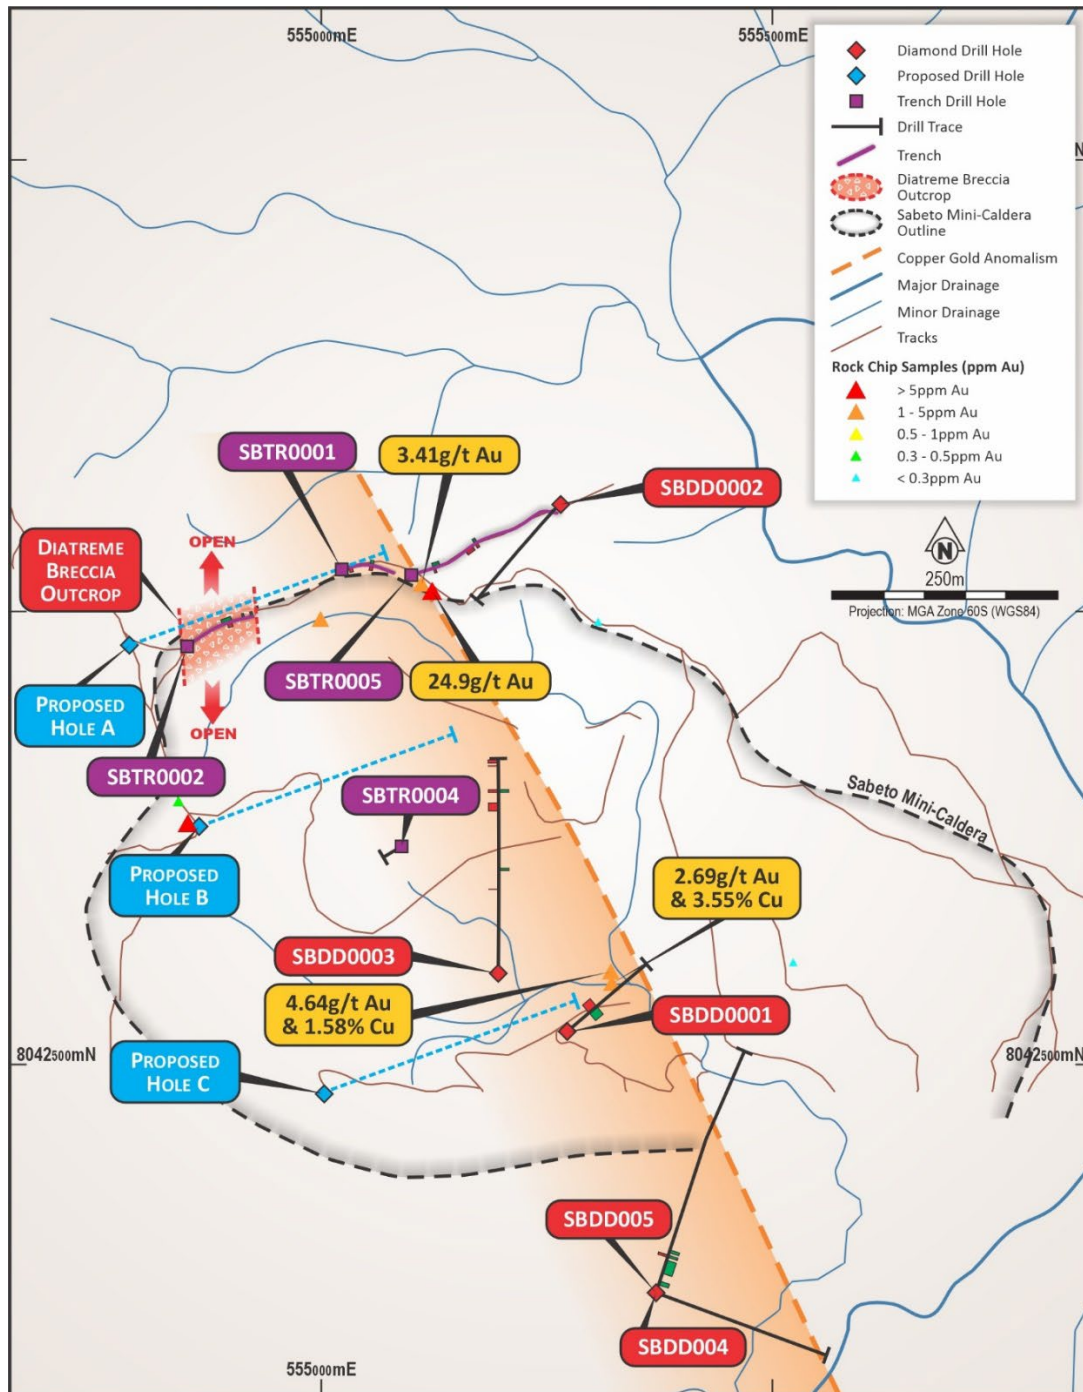 555000mE
555500mE
Diamond Drill Hole
Proposed Drill Hole
Trench Drill Hole
Drill Trace
Trench
Diatreme Breccia
Outcrop
Sabeto Mini-Caldera
Outline
Copper Gold Anomalism
Major Drainage
Minor Drainage
Tracks
Rock Chip Samples (ppm Au)
> 5ppm Au
1 - 5ppm Au
0.5 - 1ppm Au
0.3 - 0.5ppm Au
< 0.3ppm Au
N
N
250m
Projection: MGA Zone 60S (WGS84)
SBTR0001
3.41g/t Au
SBDD0002
DIATREME
BRECCIA
OUTCROP
OPEN
SBTR0005
24.9g/t Au
PROPOSED
HOLE A
OPEN
SBTR0002
SBTR0004
Sabeto Mini-Caldera
PROPOSED
HOLE B
2.69g/t Au
& 3.55% Cu
SBDD0003
4.64g/t Au
& 1.58% Cu
SBDD0001
8042500mN
8042500mN
PROPOSED
HOLE C
SBDD005
SBDD004
555000mE